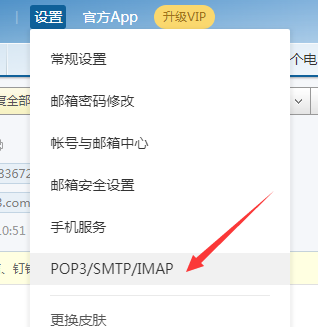 设置 官方App 升级VIP
常规设置
个电
邮箱密码修改
复全部
帐号与邮箱中心
33672
邮箱安全设置
3.com
手机服务
0:51
POP3/SMTP/IMAP
、钉钉
更换皮肤